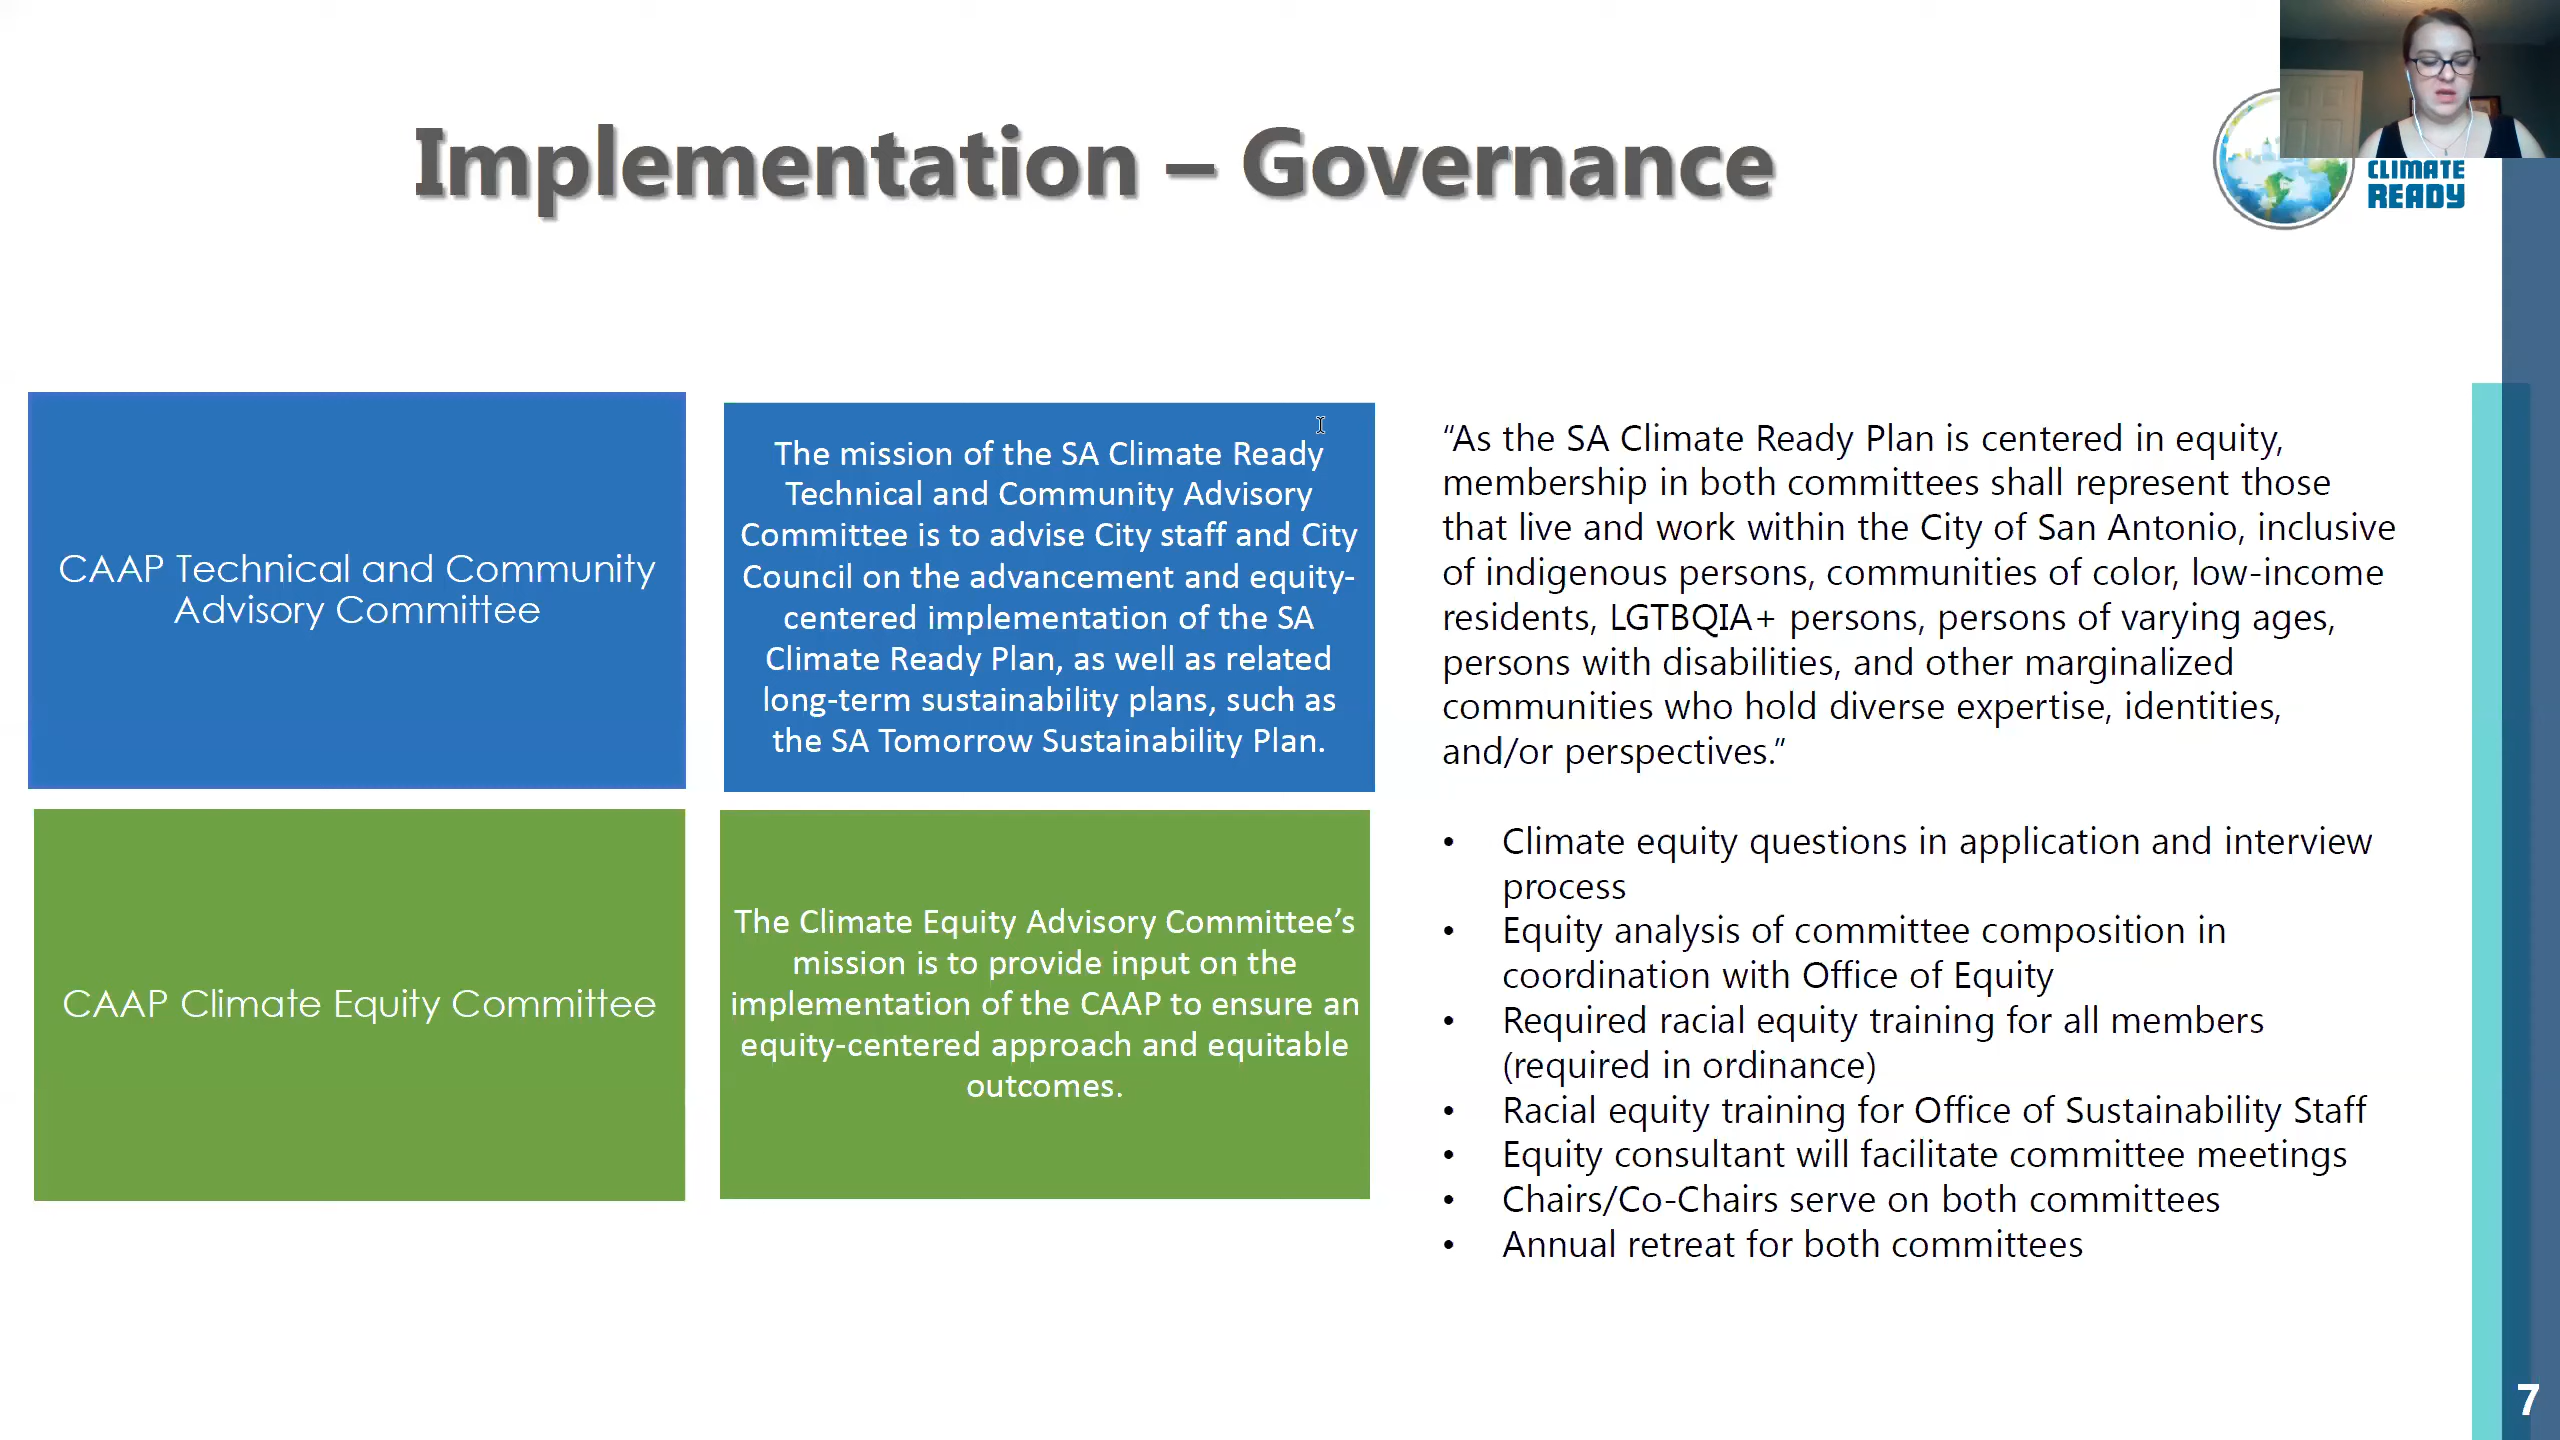 Implementation – Governance
CLIMATE
READY
CAAP Technical and Community
Advisory Committee
The mission of the SA Climate Ready
Technical and Community Advisory
Committee is to advise City staff and City
Council on the advancement and equity-
centered implementation of the SA
Climate Ready Plan, as well as related
long-term sustainability plans, such as
the SA Tomorrow Sustainability Plan.
CAAP Climate Equity Committee
The Climate Equity Advisory Committee’s
mission is to provide input on the
implementation of the CAAP to ensure an
equity-centered approach and equitable
outcomes.
“As the SA Climate Ready Plan is centered in equity,
membership in both committees shall represent those
that live and work within the City of San Antonio, inclusive
of indigenous persons, communities of color, low-income
residents, LGTBQIA+ persons, persons of varying ages,
persons with disabilities, and other marginalized
communities who hold diverse expertise, identities,
and/or perspectives.”
• Climate equity questions in application and interview
process
• Equity analysis of committee composition in
coordination with Office of Equity
• Required racial equity training for all members
(required in ordinance)
• Racial equity training for Office of Sustainability Staff
• Equity consultant will facilitate committee meetings
• Chairs/Co-Chairs serve on both committees
• Annual retreat for both committees
7